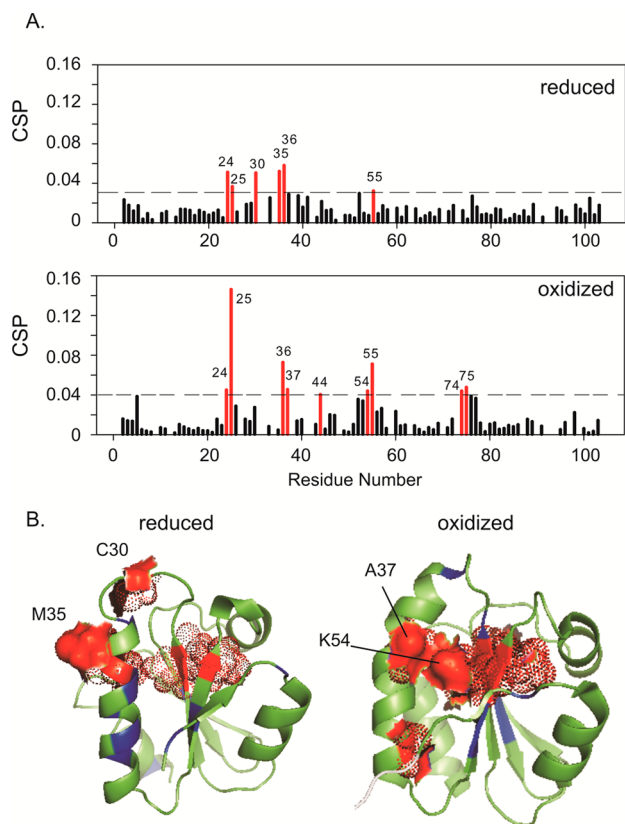 A.
0.16
reduced
0.12
CSP
0.08
36
24
30
35
55
0.04
25
0
0 20 40 60 80 100
0.16
oxidized
0.12
25
CSP
0.08
36
55
24
37
44
54
74
75
0.04
0
0 20 40 60 80 100
Residue Number
B.
reduced
oxidized
C30
A37
M35
K54